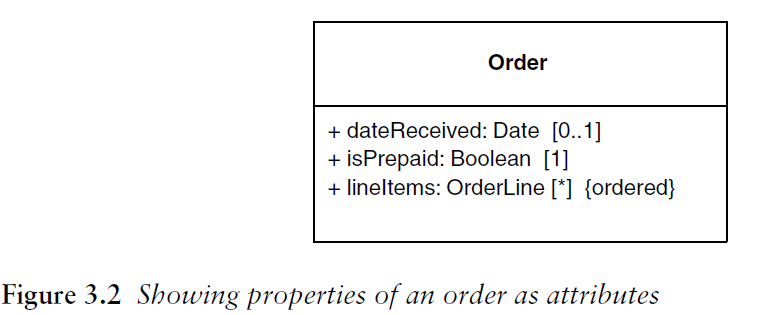 Order
+ dateReceived: Date [0..1]
+ isPrepaid: Boolean [1]
+ lineItems: OrderLine [*] {ordered}
Figure 3.2 Showing properties of an order as attributes